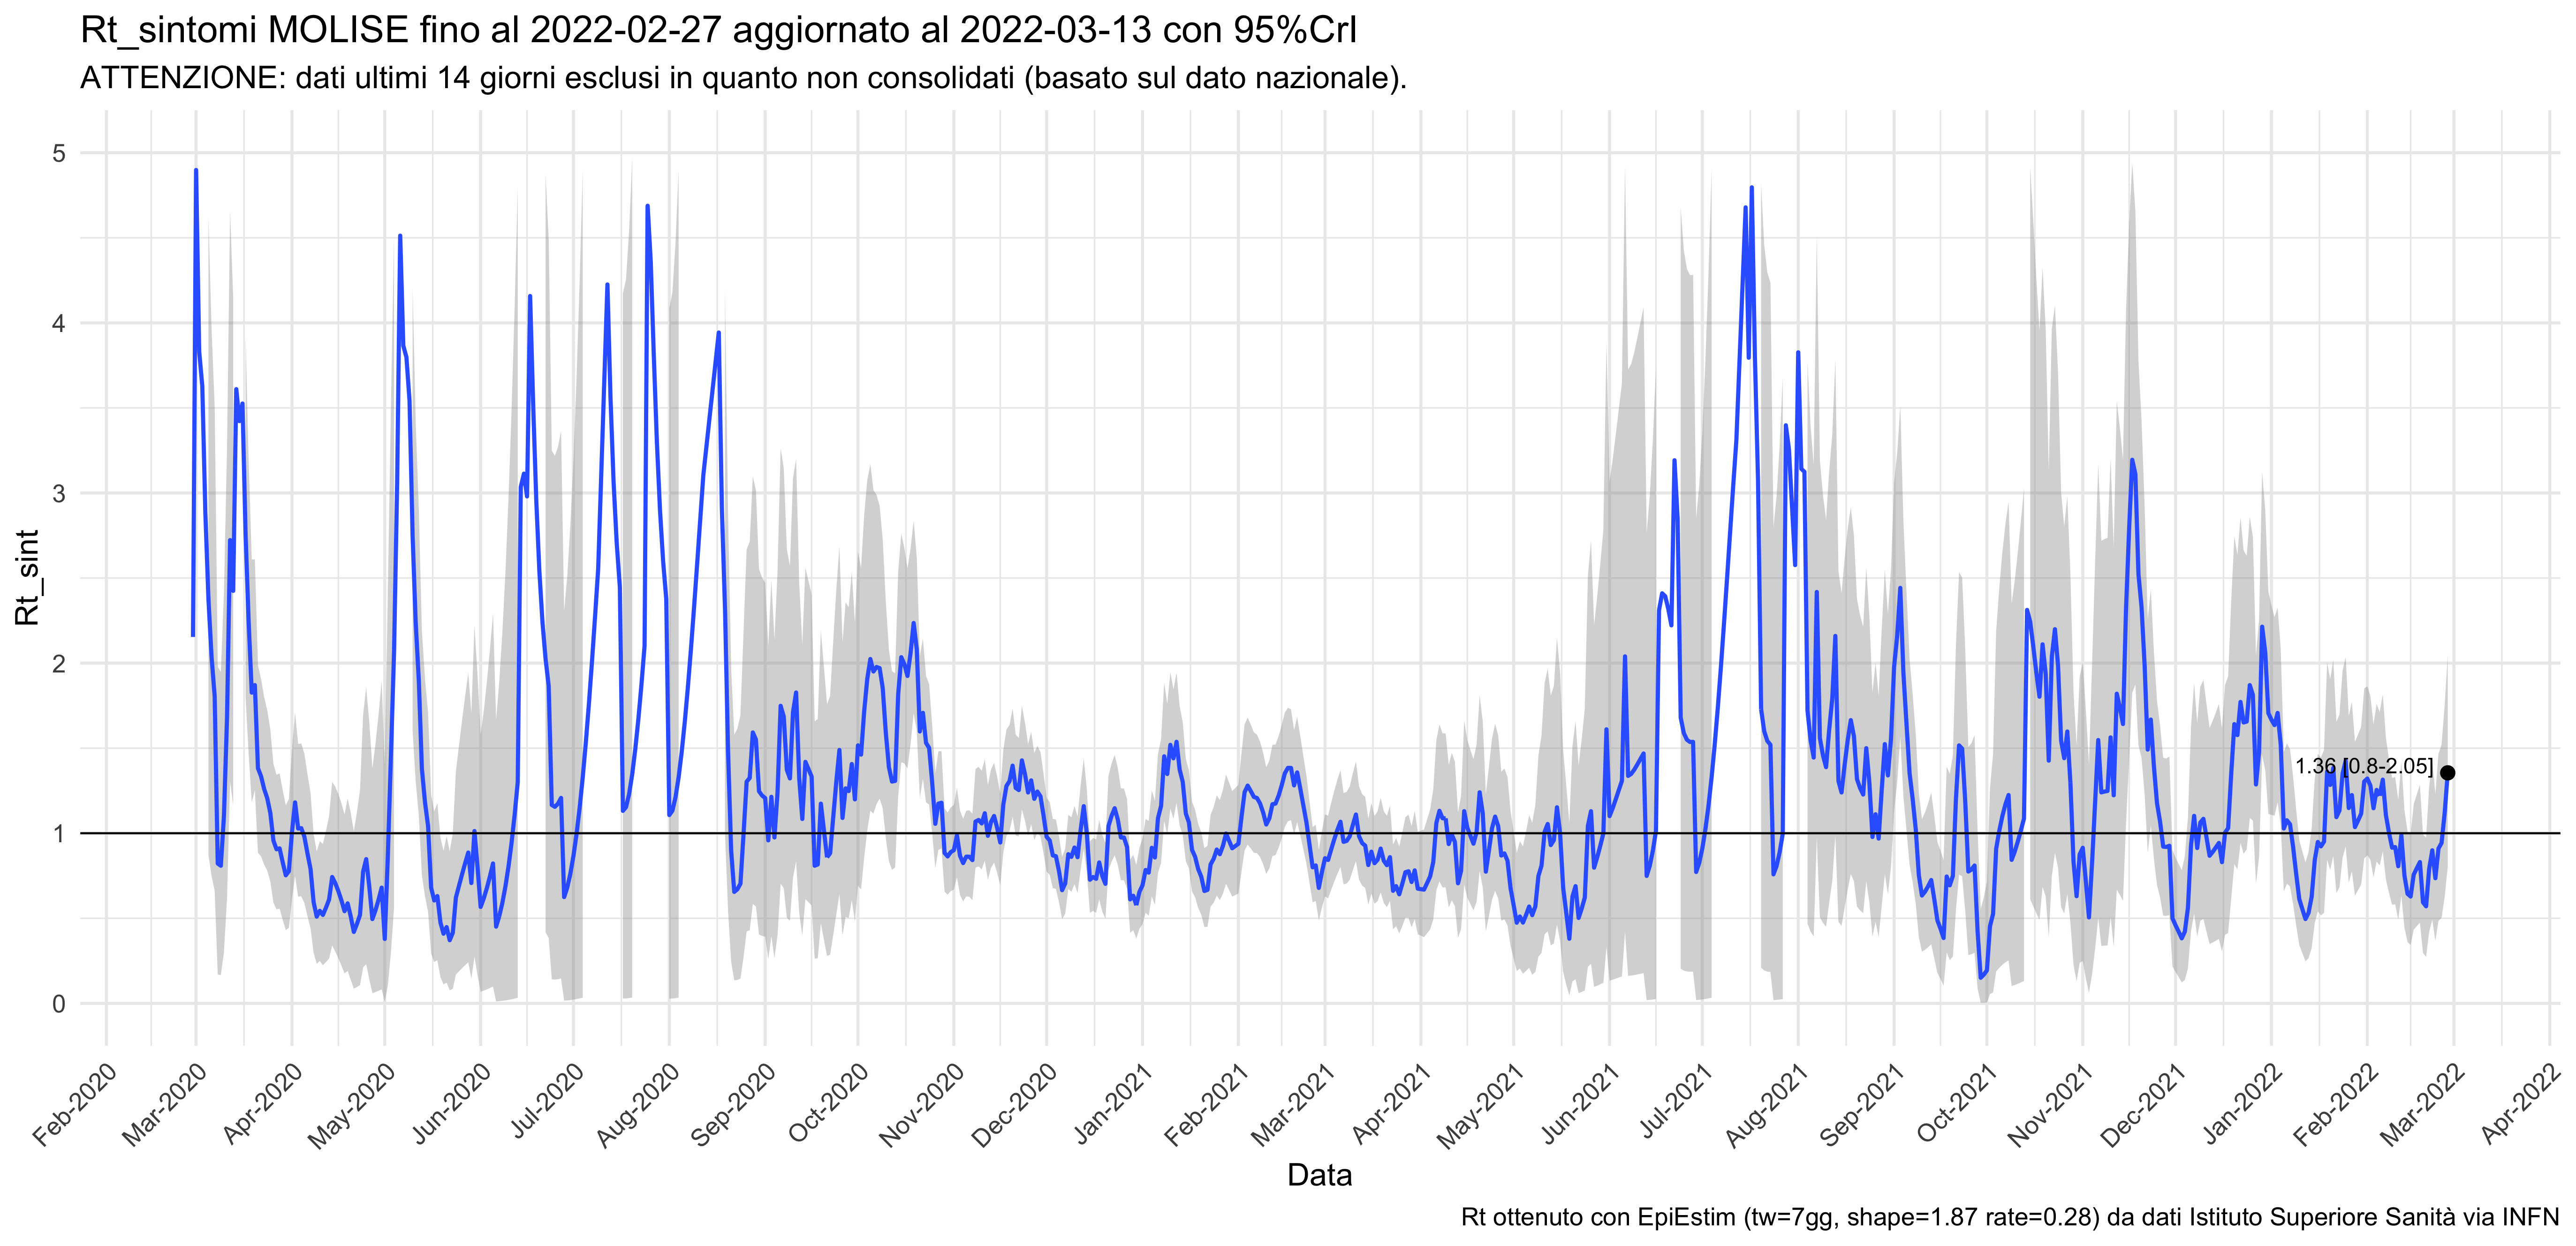 Rt_sintomi MOLISE fino al 2022-02-27 aggiornato al 2022-03-13 con 95%CrI
ATTENZIONE: dati ultimi 14 giorni esclusi in quanto non consolidati (basato sul dato nazionale).
5
4
3
2
1
0
Rt_sint
1.36 [0.8-2.05]
Feb-2020
Mar-2020
Apr-2020
May-2020
Jun-2020
Jul-2020
Aug-2020
Sep-2020
Oct-2020
Nov-2020
Dec-2020
Jan-2021
Feb-2021
Mar-2021
Apr-2021
May-2021
Jun-2021
Jul-2021
Aug-2021
Sep-2021
Oct-2021
Nov-2021
Dec-2021
Jan-2022
Feb-2022
Mar-2022
Apr-2022
Data
Rt ottenuto con EpiEstim (tw=7gg, shape=1.87 rate=0.28) da dati Istituto Superiore Sanità via INFN